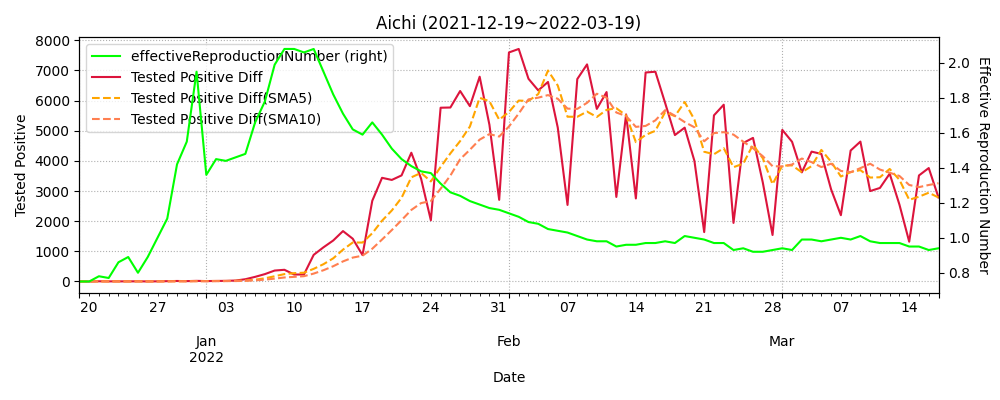 Aichi (2021-12-19~2022-03-19)
effectiveReproductionNumber (right)
Tested Positive Diff
Tested Positive Diff(SMA5)
Tested Positive Diff(SMA10)
Tested Positive
8000
7000
6000
5000
4000
3000
2000
1000
0
Effective Reproduction Number
2.0
1.8
1.6
1.4
1.2
1.0
0.8
20 27 03 10 17 24 31 07 14 21 28 07 14
Jan Feb Mar
2022
Date